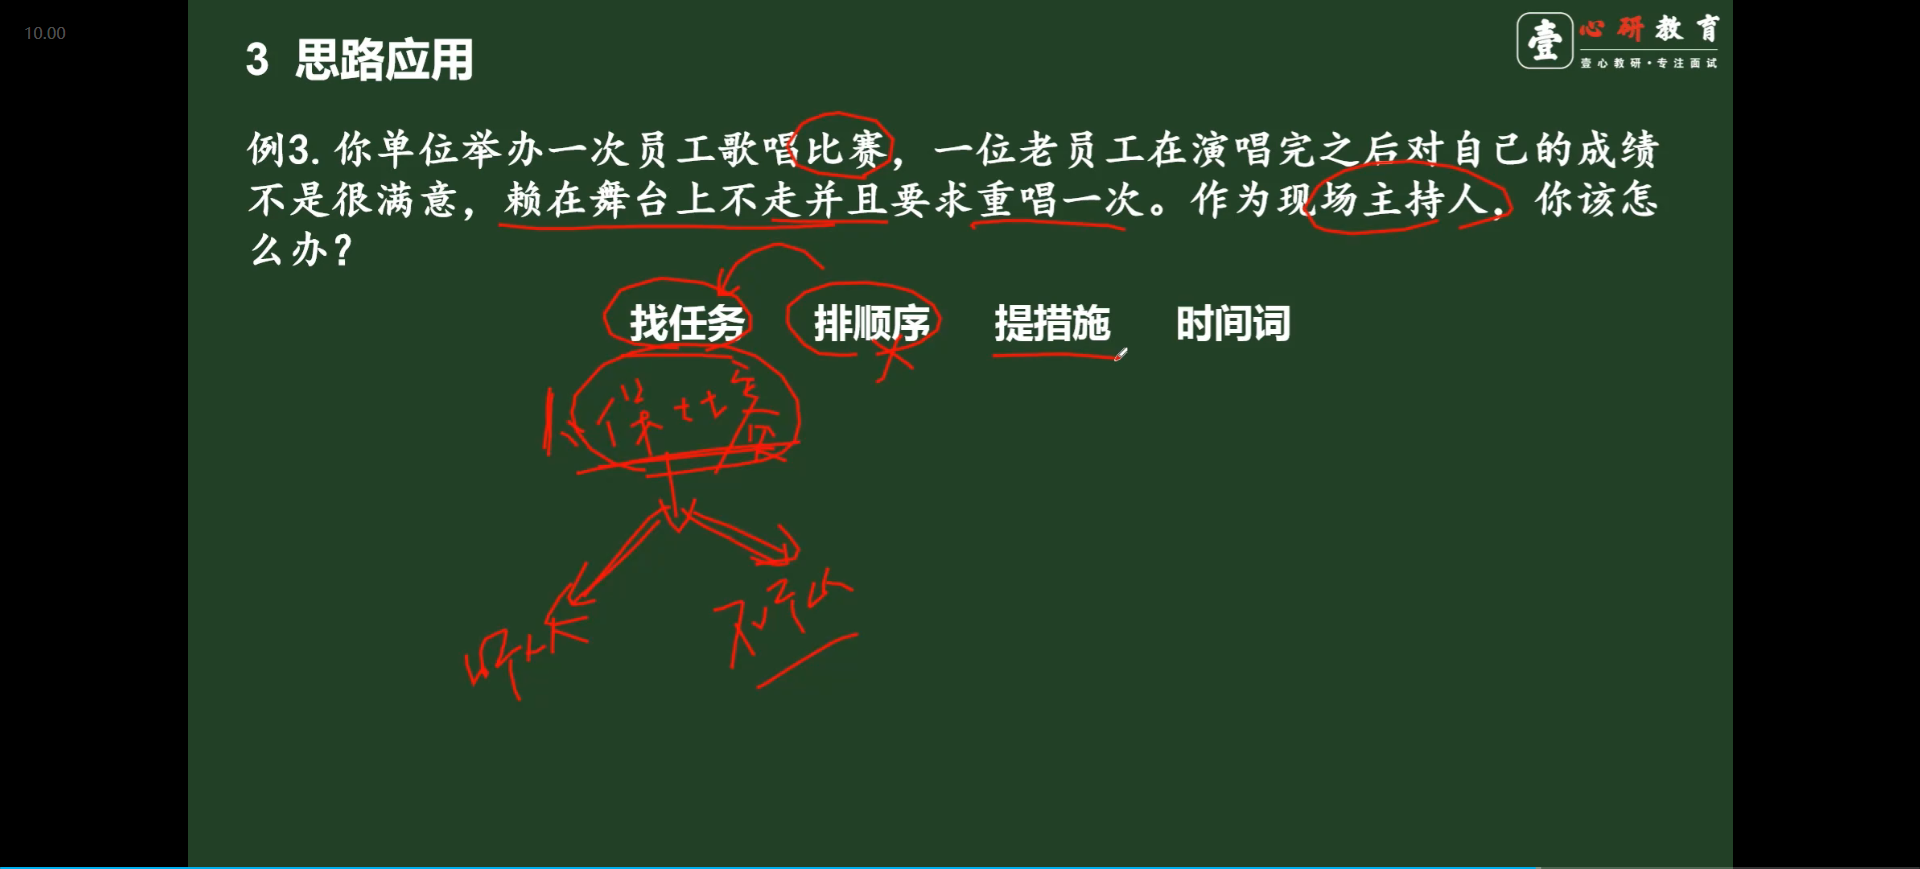 10.00
3 思路应用
壹 心研教育
壹心教研·专注面试
例3. 你单位举办一次员工歌唱比赛，一位老员工在演唱完之后对自己的成绩
不是很满意，赖在舞台上不走并且要求重唱一次。作为现场主持人，你该怎
么办？
找任务 排顺序 提措施 时间词
1. 保比赛